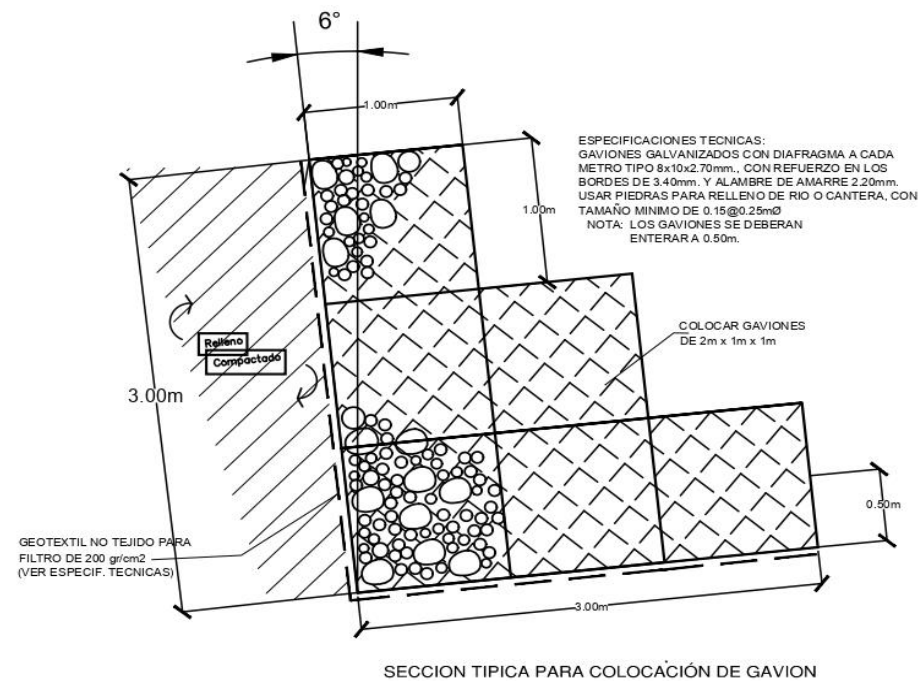 6°
1.00m
ESPECIFICACIONES TECNICAS:
GAVIONES GALVANIZADOS CON DIAFRAGMA A CADA
METRO TIPO 8x10x2.70mm., CON REFUERZO EN LOS
BORDES DE 3.40mm. Y ALAMBRE DE AMARRE 2.20mm.
USAR PIEDRAS PARA RELLENO DE RIO O CANTERA, CON
TAMAÑO MINIMO DE 0.15@0.25mØ
NOTA: LOS GAVIONES SE DEBERAN
ENTERAR A 0.50m.
1.00m
COLOCAR GAVIONES
DE 2m x 1m x 1m
Relleno
Compactado
3.00m
0.50m
GEOTEXTIL NO TEJIDO PARA
FILTRO DE 200 gr/cm2
(VER ESPECIF. TECNICAS)
3.00m
SECCION TIPICA PARA COLOCACIÓN DE GAVION